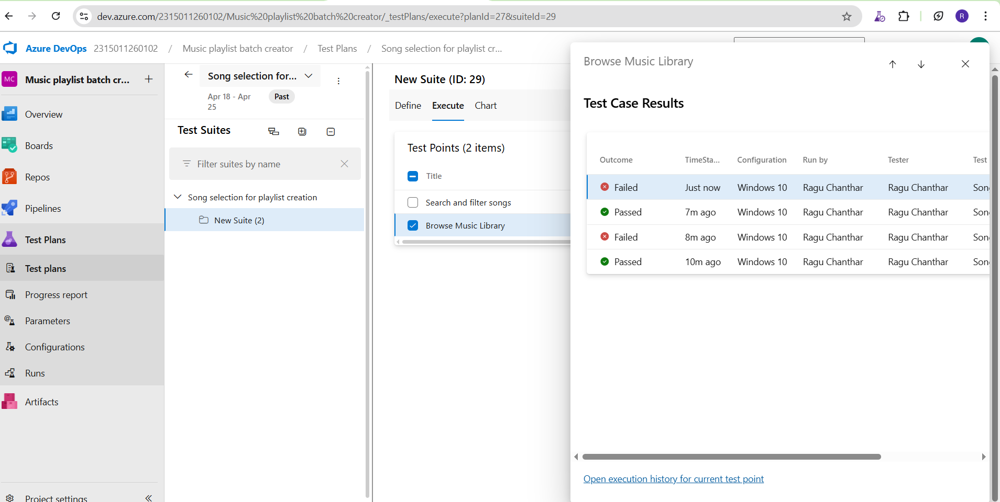 dev.azure.com/2315011260102/Music%20playlist%20batch%20creator/_testPlans/execute?planId=27&suiteId=29
R
Azure DevOps 2315011260102 / Music playlist batch creator / Test Plans / Song selection for playlist cr...
MC Music playlist batch cr... +
Overview
Boards
Repos
Pipelines
Test Plans
Test plans
Progress report
Parameters
Configurations
Runs
Artifacts
Project settings
Song selection for...
Apr 18 - Apr
25
Past
Test Suites
Filter suites by name
Song selection for playlist creation
New Suite (2)
New Suite (ID: 29)
Define Execute Chart
Test Points (2 items)
Title
Search and filter songs
Browse Music Library
Browse Music Library
Test Case Results
Outcome TimeSta... Configuration Run by Tester Test
Failed Just now Windows 10 Ragu Chanthar Ragu Chanthar Son
Passed 7m ago Windows 10 Ragu Chanthar Ragu Chanthar Son
Failed 8m ago Windows 10 Ragu Chanthar Ragu Chanthar Son
Passed 10m ago Windows 10 Ragu Chanthar Ragu Chanthar Son
Open execution history for current test point